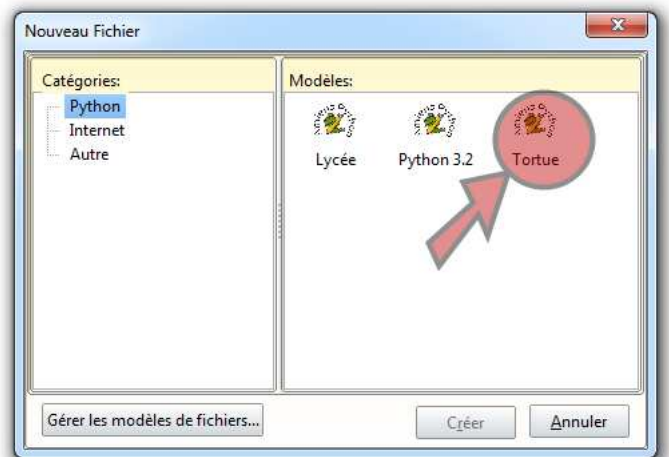 Nouveau Fichier
Catégories:
Python
Internet
Autre
Modèles:
Lycée
Python 3.2
Tortue
Gérer les modèles de fichiers...
Créer
Annuler